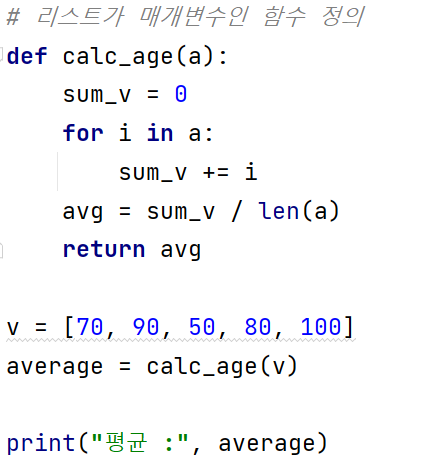 # 리스트가 매개변수인 함수 정의
def calc_age(a):
    sum_v = 0
    for i in a:
        sum_v += i
    avg = sum_v / len(a)
    return avg
v = [70, 90, 50, 80, 100]
average = calc_age(v)
print("평균 :", average)